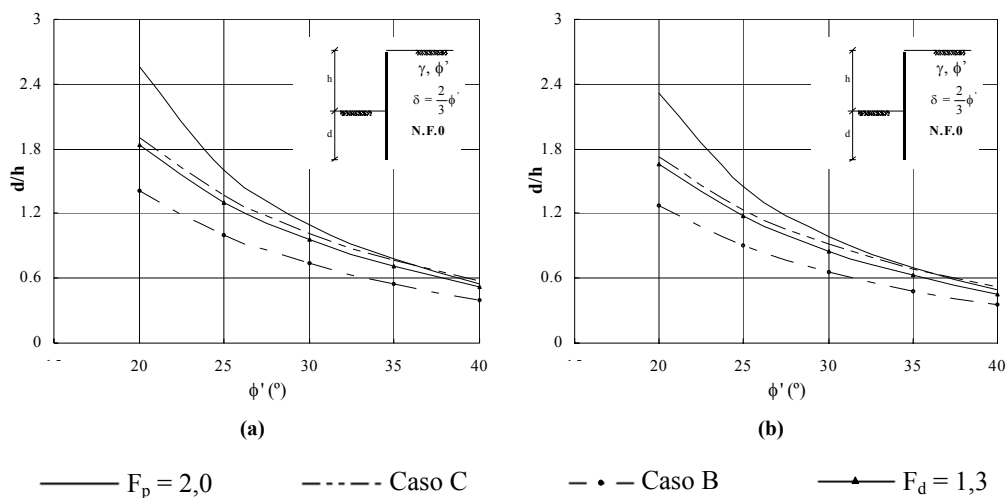 3
2.4
1.8
1.2
0.6
0
d/h
20
25
30
35
40
ϕ' (º)
h
d
γ, ϕ'
δ = 2/3 ϕ'
N.F.0
(a)
3
2.4
1.8
1.2
0.6
0
d/h
20
25
30
35
40
ϕ' (º)
h
d
γ, ϕ'
δ = 2/3 ϕ'
N.F.0
(b)
Fp = 2,0
Caso C
Caso B
Fd = 1,3